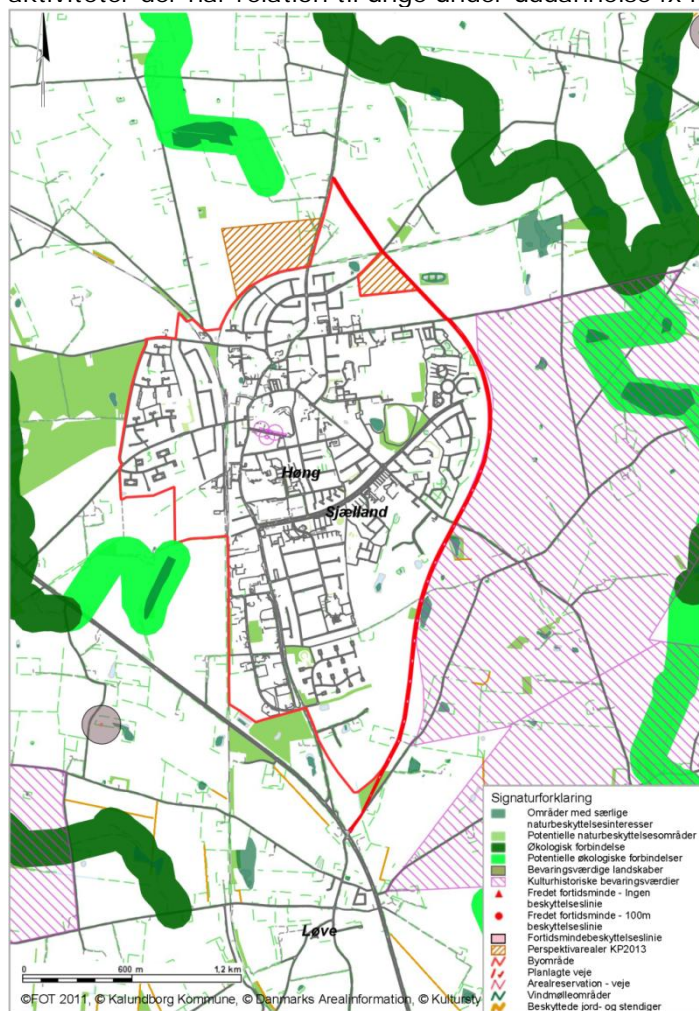 aktiviteter der har relation til unge under uddannelse fx i
Høng
Sjælland
Løve
Signaturforklaring
Områder med særlige
naturbeskyttelsesinteresser
Potentielle naturbeskyttelsesområder
Økologisk forbindelse
Potentielle økologiske forbindelser
Bevaringsværdige landskaber
Kulturhistoriske bevaringsværdier
Fredet fortidsminde - Ingen
beskyttelseslinie
Fredet fortidsminde - 100m
beskyttelseslinie
Fortidsmindebeskyttelseslinie
Perspektivarealer KP2013
Byområde
Planlagte veje
Arealreservation - veje
Vindmølleområder
Beskyttede jord- og stendiger
0 600 m 1,2 km
©FOT 2011, © Kalundborg Kommune, © Danmarks Arealinformation, © Kultursty